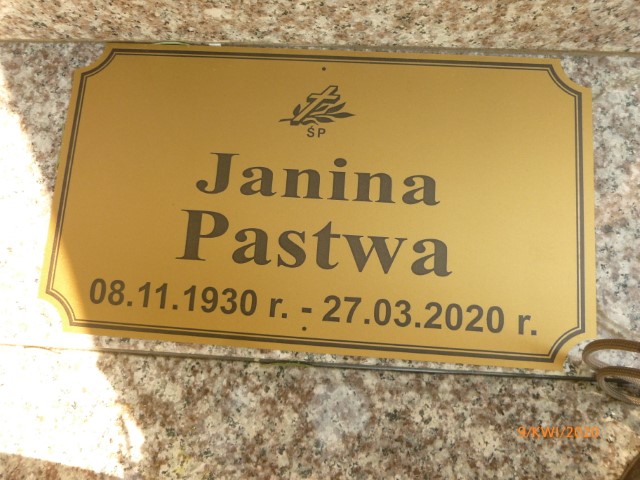 ŚP
Janina
Pastwa
08.11.1930 r. - 27.03.2020 r.